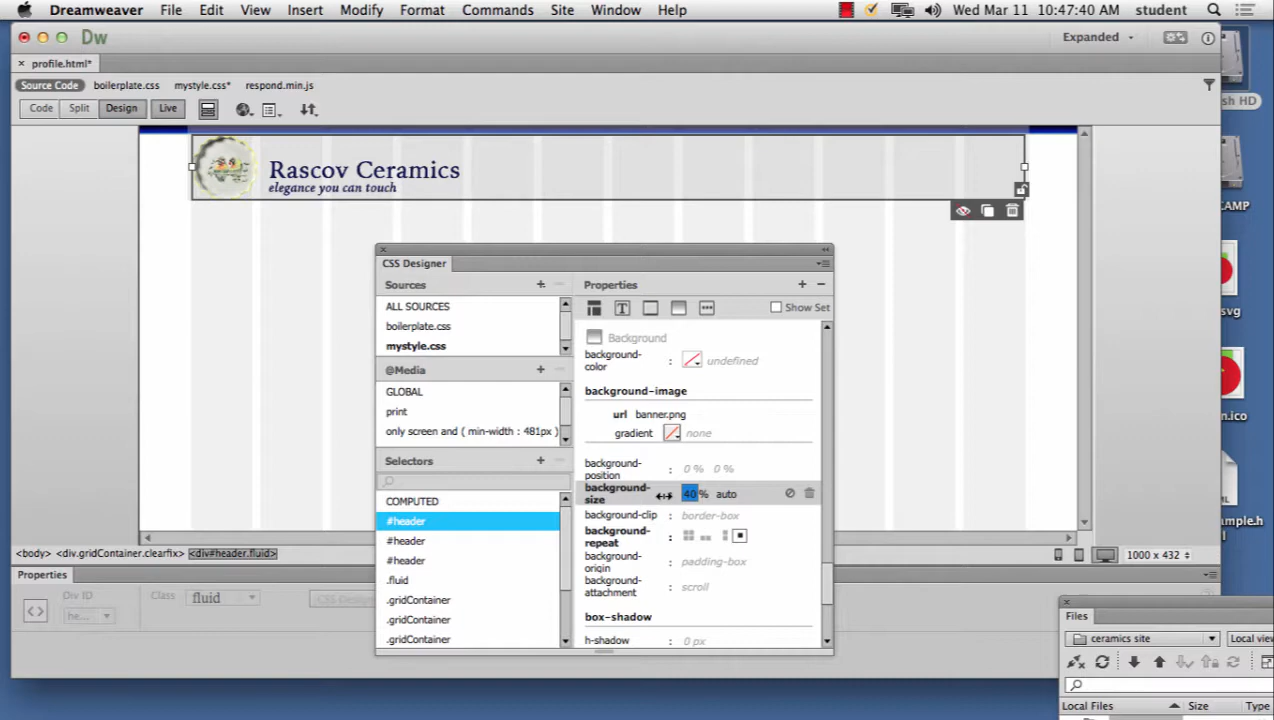 Dreamweaver File Edit View Insert Modify Format Commands Site Window Help Wed Mar 11 10:47:40 AM student
Dw Expanded
profile.html*
Source Code boilerplate.css mystyle.css* respond.min.js
Code Split Design Live
sh HD
Rascov Ceramics
elegance you can touch
CSS Designer
Sources
ALL SOURCES
boilerplate.css
mystyle.css
@Media
GLOBAL
print
only screen and ( min-width : 481px )
Selectors
COMPUTED
#header
#header
#header
.fluid
.gridContainer
.gridContainer
.gridContainer
Properties
Show Set
Background
background-
color : undefined
background-image
url banner.png
gradient none
background-
position : 0 % 0 %
background-
size 40 % auto
background-clip : border-box
background-
repeat :
background-
origin : padding-box
background-
attachment : scroll
box-shadow
h-shadow : 0 px
<body> <div.gridContainer.clearfix> <div#header.fluid>
1000 x 432
Properties
Div ID
he...
Class fluid
CSS Designer
Files
ceramics site Local view
Local Files Size Type
CAMP
.svg
n.ico
ML
ample.h
l